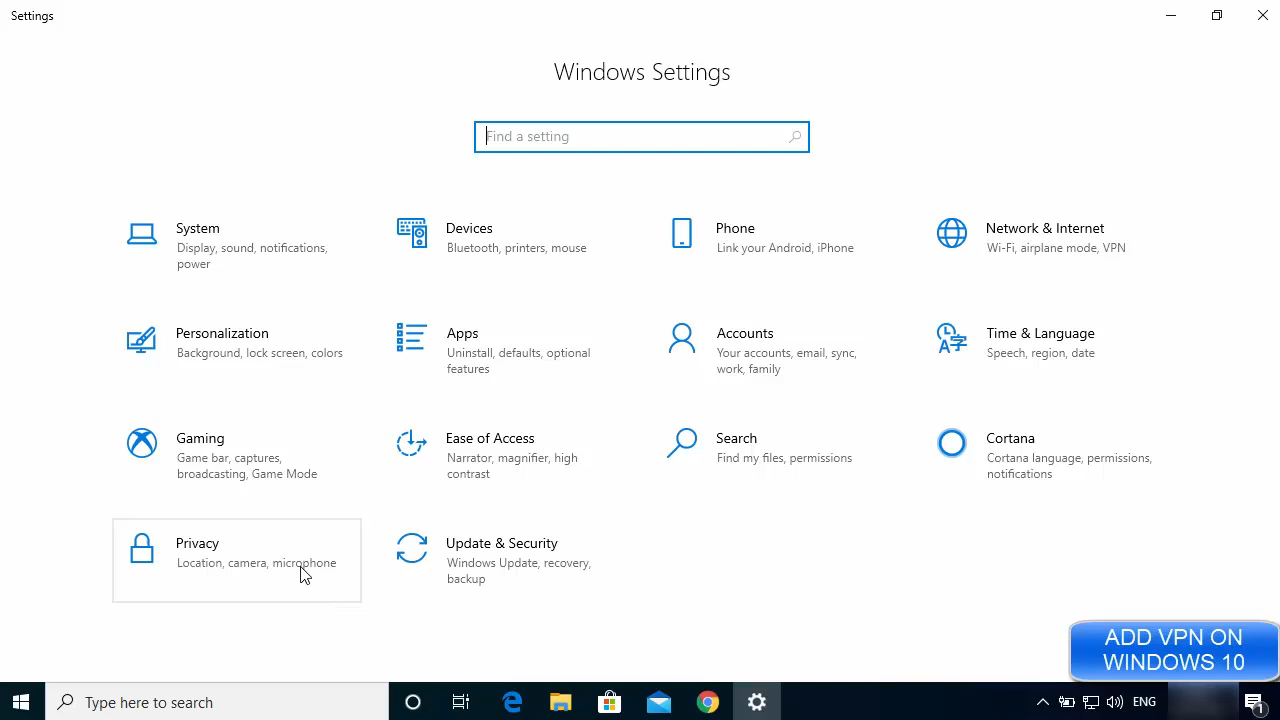 Settings
Windows Settings
Find a setting
System
Display, sound, notifications,
power
Devices
Bluetooth, printers, mouse
Phone
Link your Android, iPhone
Network & Internet
Wi-Fi, airplane mode, VPN
Personalization
Background, lock screen, colors
Apps
Uninstall, defaults, optional
features
Accounts
Your accounts, email, sync,
work, family
Time & Language
Speech, region, date
Gaming
Game bar, captures,
broadcasting, Game Mode
Ease of Access
Narrator, magnifier, high
contrast
Search
Find my files, permissions
Cortana
Cortana language, permissions,
notifications
Privacy
Location, camera, microphone
Update & Security
Windows Update, recovery,
backup
ADD VPN ON
WINDOWS 10
Type here to search
ENG
1